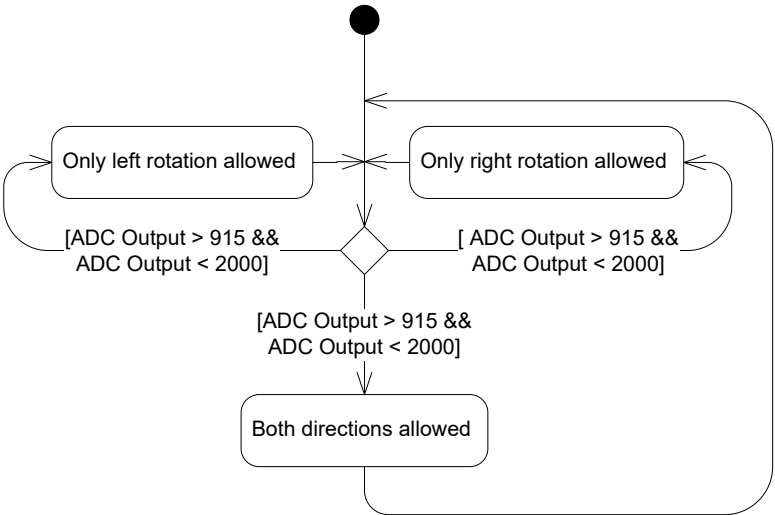 Only left rotation allowed
Only right rotation allowed
[ADC Output > 915 &&
ADC Output < 2000]
[ ADC Output > 915 &&
ADC Output < 2000]
[ADC Output > 915 &&
ADC Output < 2000]
Both directions allowed